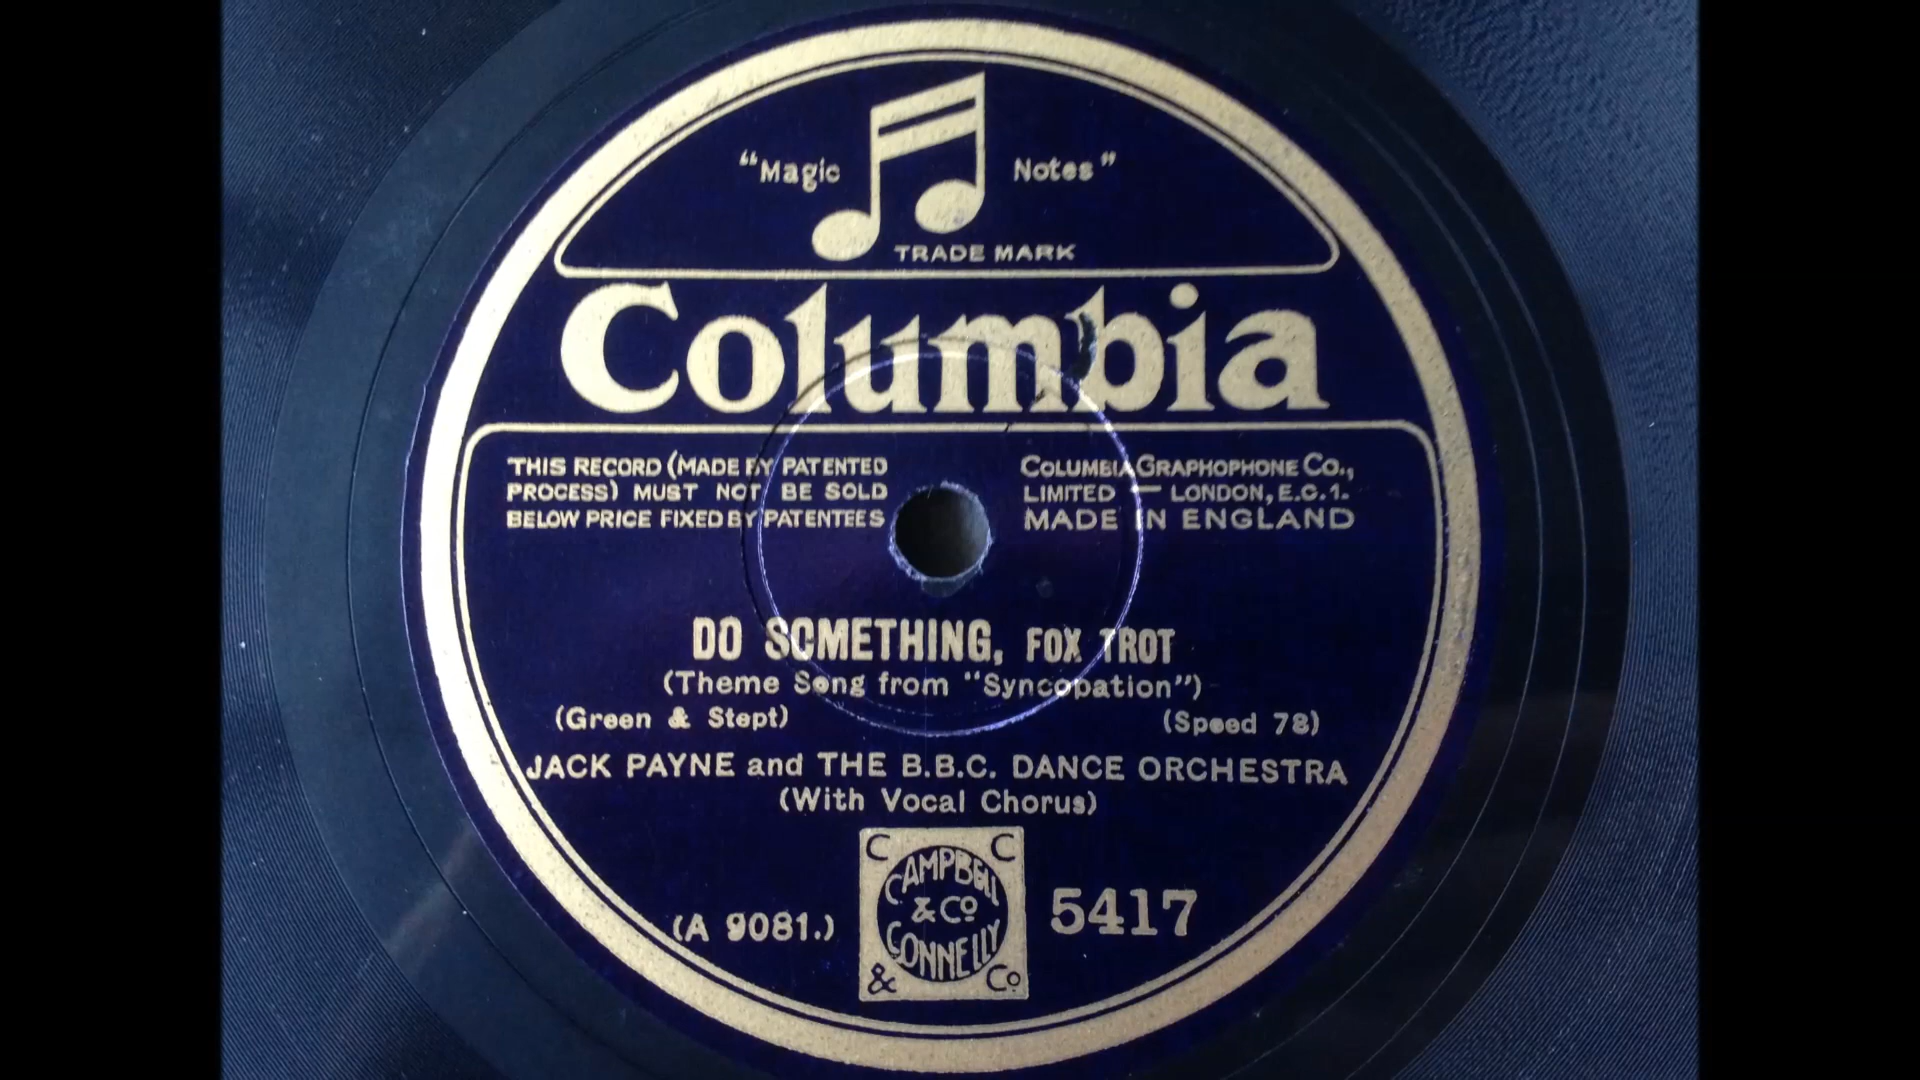 “Magic Notes”
TRADE MARK
Columbia
THIS RECORD (MADE BY PATENTED
PROCESS) MUST NOT BE SOLD
BELOW PRICE FIXED BY PATENTEES
COLUMBIA GRAPHOPHONE CO.,
LIMITED — LONDON, E.C.1.
MADE IN ENGLAND
DO SOMETHING, FOX TROT
(Theme Song from "Syncopation")
(Green & Stept) (Speed 78)
JACK PAYNE and THE B.B.C. DANCE ORCHESTRA
(With Vocal Chorus)
C C
CAMPBELL
& Co
CONNELLY
& Co
(A 9081.) 5417